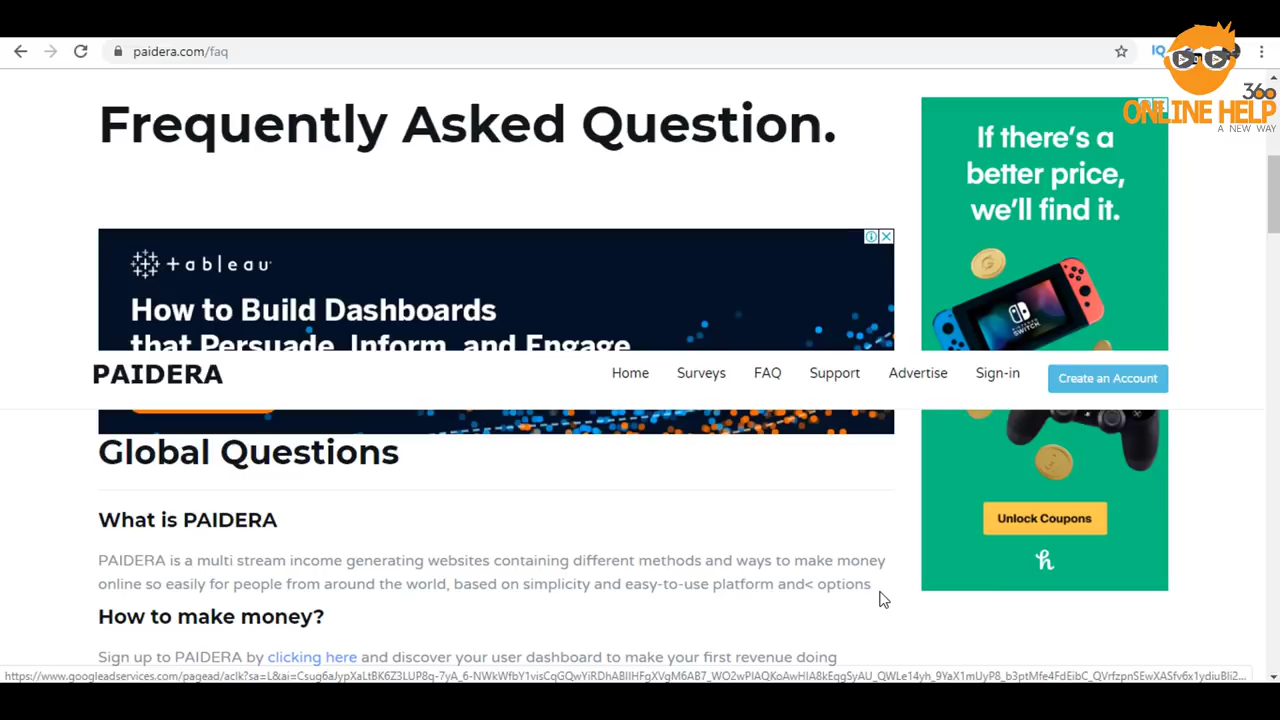 paidera.com/faq
IQ
360
ONLINE HELP
A NEW WAY
Frequently Asked Question.
If there's a
better price,
we'll find it.
+ a b l e a u
How to Build Dashboards
that Persuade, Inform, and Engage
NINTENDO
SWITCH
PAIDERA
Home
Surveys
FAQ
Support
Advertise
Sign-in
Create an Account
Global Questions
What is PAIDERA
PAIDERA is a multi stream income generating websites containing different methods and ways to make money
online so easily for people from around the world, based on simplicity and easy-to-use platform and< options
Unlock Coupons
h
How to make money?
Sign up to PAIDERA by clicking here and discover your user dashboard to make your first revenue doing